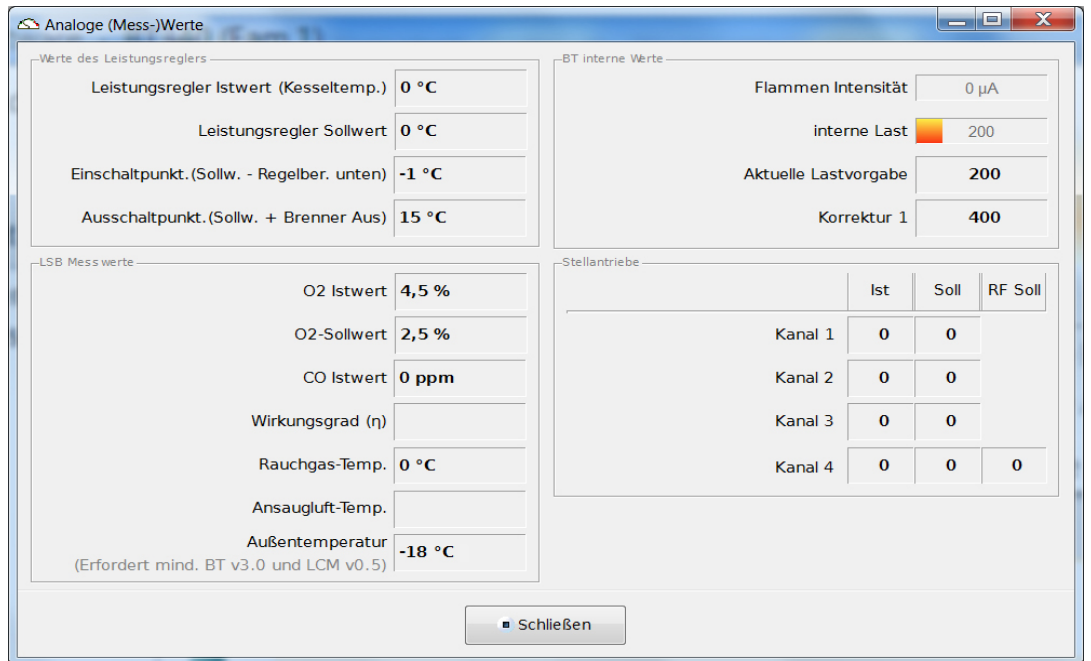 Analoge (Mess-)Werte
Werte des Leistungsreglers
Leistungsregler Istwert (Kesseltemp.) 0 °C
Leistungsregler Sollwert 0 °C
Einschaltpunkt.(Sollw. - Regelber. unten) -1 °C
Ausschaltpunkt.(Sollw. + Brenner Aus) 15 °C
LSB Messwerte
O2 Istwert 4,5 %
O2-Sollwert 2,5 %
CO Istwert 0 ppm
Wirkungsgrad (η)
Rauchgas-Temp. 0 °C
Ansaugluft-Temp.
Außentemperatur -18 °C
(Erfordert mind. BT v3.0 und LCM v0.5)
BT interne Werte
Flammen Intensität 0 µA
interne Last 200
Aktuelle Lastvorgabe 200
Korrektur 1 400
Stellantriebe
Ist Soll RF Soll
Kanal 1 0 0
Kanal 2 0 0
Kanal 3 0 0
Kanal 4 0 0 0
Schließen